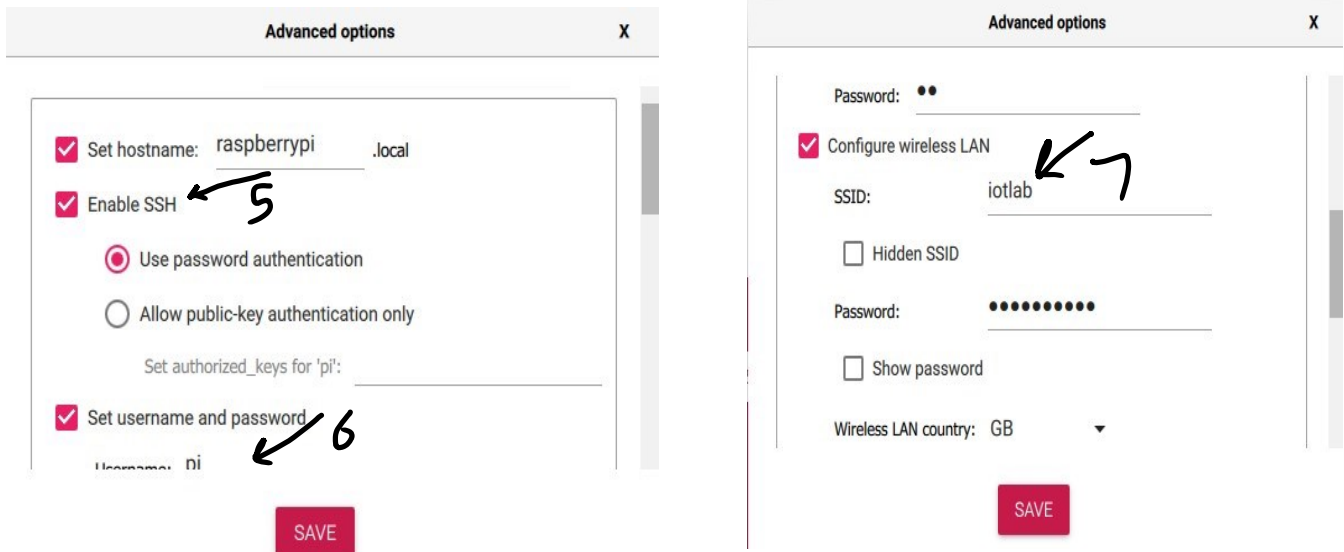 Advanced options X
Set hostname: raspberrypi .local
Enable SSH 5
Use password authentication
Allow public-key authentication only
Set authorized_keys for 'pi':
Set username and password
6
Username: pi
SAVE
Advanced options X
Password: ••
Configure wireless LAN
7
SSID: iotlab
Hidden SSID
Password: ••••••••••
Show password
Wireless LAN country: GB
SAVE